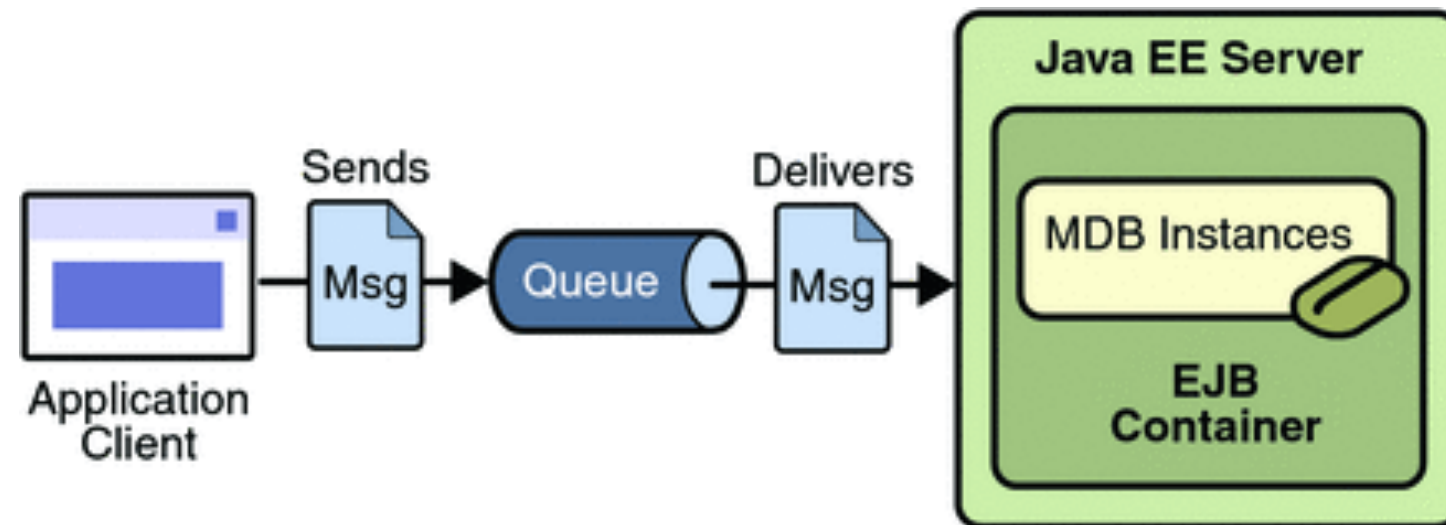 Java EE Server
Sends
Delivers
Msg
Queue
Msg
MDB Instances
Application
Client
EJB
Container